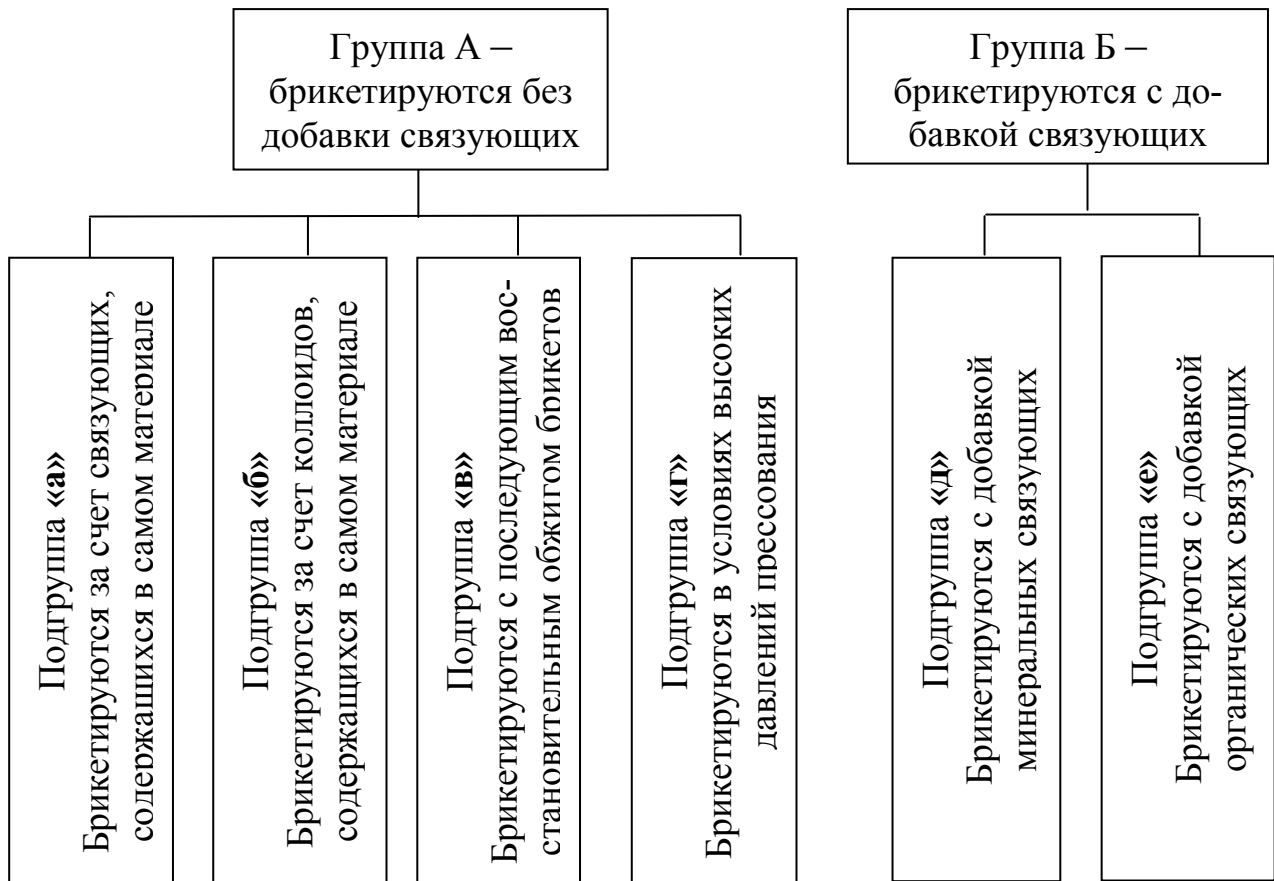 Группа А –
брикетируются без
добавки связующих
Группа Б –
брикетируются с до-
бавкой связующих
Подгруппа «а»
Брикетируются за счет связующих,
содержашихся в самом материале
Подгруппа «б»
Брикетируются за счет коллоидов,
содержащихся в самом материале
Подгруппа «в»
Брикетируются с последующим вос-
становительным обжигом брикетов
Подгруппа «г»
Брикетируются в условиях высоких
давлений прессования
Подгруппа «д»
Брикетируются с добавкой
минеральных связующих
Подгруппа «е»
Брикетируются с добавкой
органических связующих